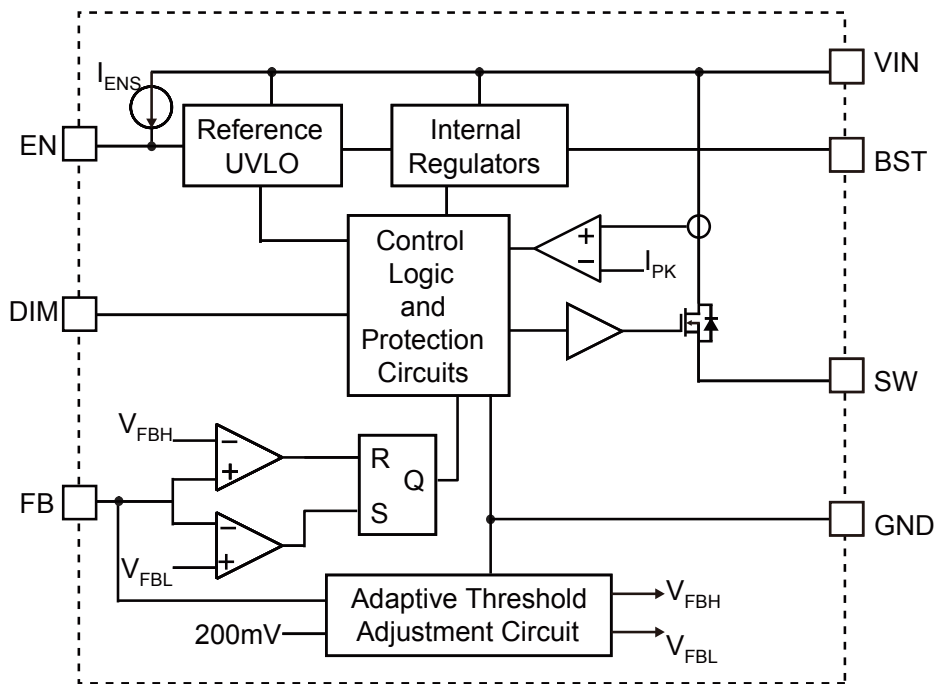 I_ENS
VIN
EN
Reference
UVLO
Internal
Regulators
BST
Control
Logic
and
Protection
Circuits
+
−
I_PK
DIM
SW
V_FBH
−
+
R
Q
S
FB
−
+
V_FBL
GND
Adaptive Threshold
Adjustment Circuit
200mV
V_FBH
V_FBL